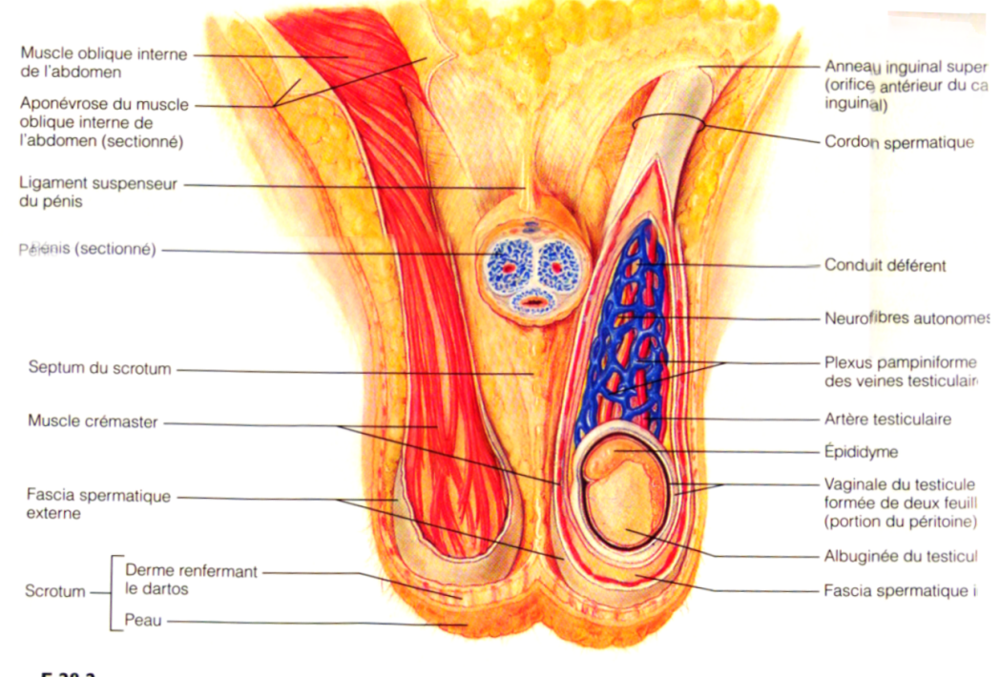 Muscle oblique interne
de l'abdomen
Aponévrose du muscle
oblique interne de
l'abdomen (sectionné)
Ligament suspenseur
du pénis
Pénis (sectionné)
Septum du scrotum
Muscle crémaster
Fascia spermatique
externe
Scrotum
Derme renfermant
le dartos
Peau
Anneau inguinal super
(orifice antérieur du ca
inguinal)
Cordon spermatique
Conduit déférent
Neurofibres autonomes
Plexus pampiniforme
des veines testiculair
Artère testiculaire
Épididyme
Vaginale du testicule
formée de deux feuill
(portion du péritoine)
Albuginée du testicul
Fascia spermatique i